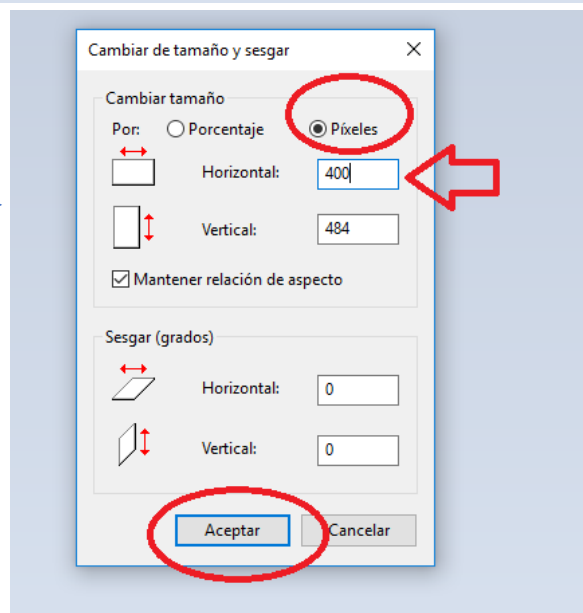 Cambiar de tamaño y sesgar
Cambiar tamaño
Por: Porcentaje Píxeles
Horizontal: 400
Vertical: 484
Mantener relación de aspecto
Sesgar (grados)
Horizontal: 0
Vertical: 0
Aceptar Cancelar